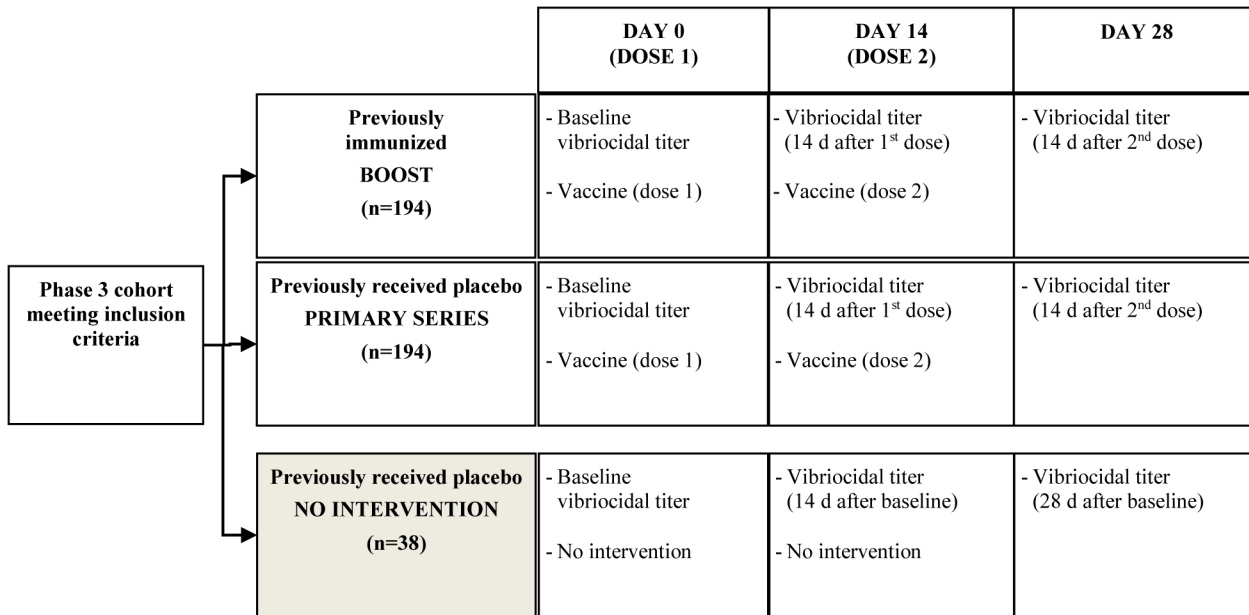 DAY 0
(DOSE 1)
DAY 14
(DOSE 2)
DAY 28
Previously
immunized
BOOST
(n=194)
- Baseline
vibriocidal titer
- Vaccine (dose 1)
- Vibriocidal titer
(14 d after 1st dose)
- Vaccine (dose 2)
- Vibriocidal titer
(14 d after 2nd dose)
Phase 3 cohort
meeting inclusion
criteria
Previously received placebo
PRIMARY SERIES
(n=194)
- Baseline
vibriocidal titer
- Vaccine (dose 1)
- Vibriocidal titer
(14 d after 1st dose)
- Vaccine (dose 2)
- Vibriocidal titer
(14 d after 2nd dose)
Previously received placebo
NO INTERVENTION
(n=38)
- Baseline
vibriocidal titer
- No intervention
- Vibriocidal titer
(14 d after baseline)
- No intervention
- Vibriocidal titer
(28 d after baseline)